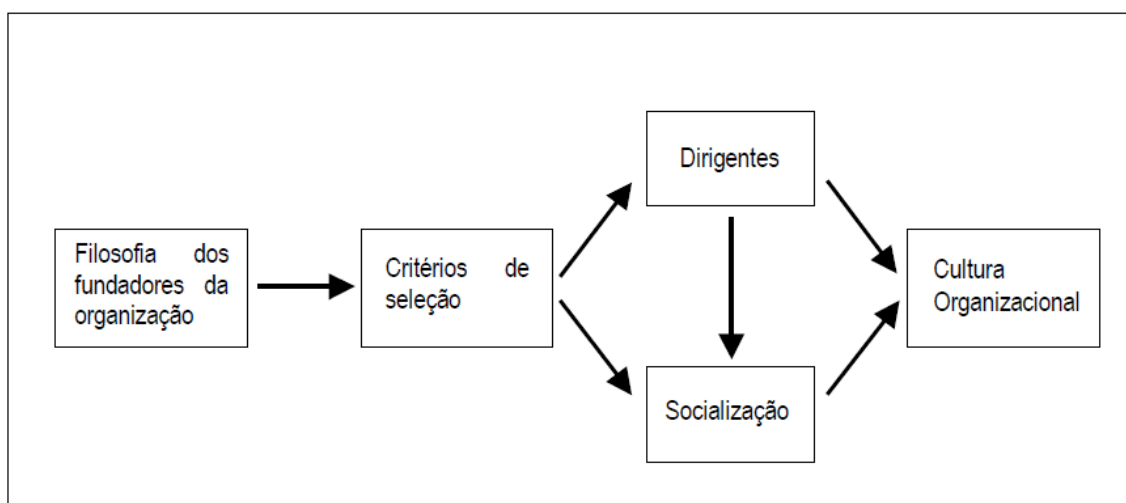 Filosofia dos
fundadores da
organização
Critérios de
seleção
Dirigentes
Socialização
Cultura
Organizacional